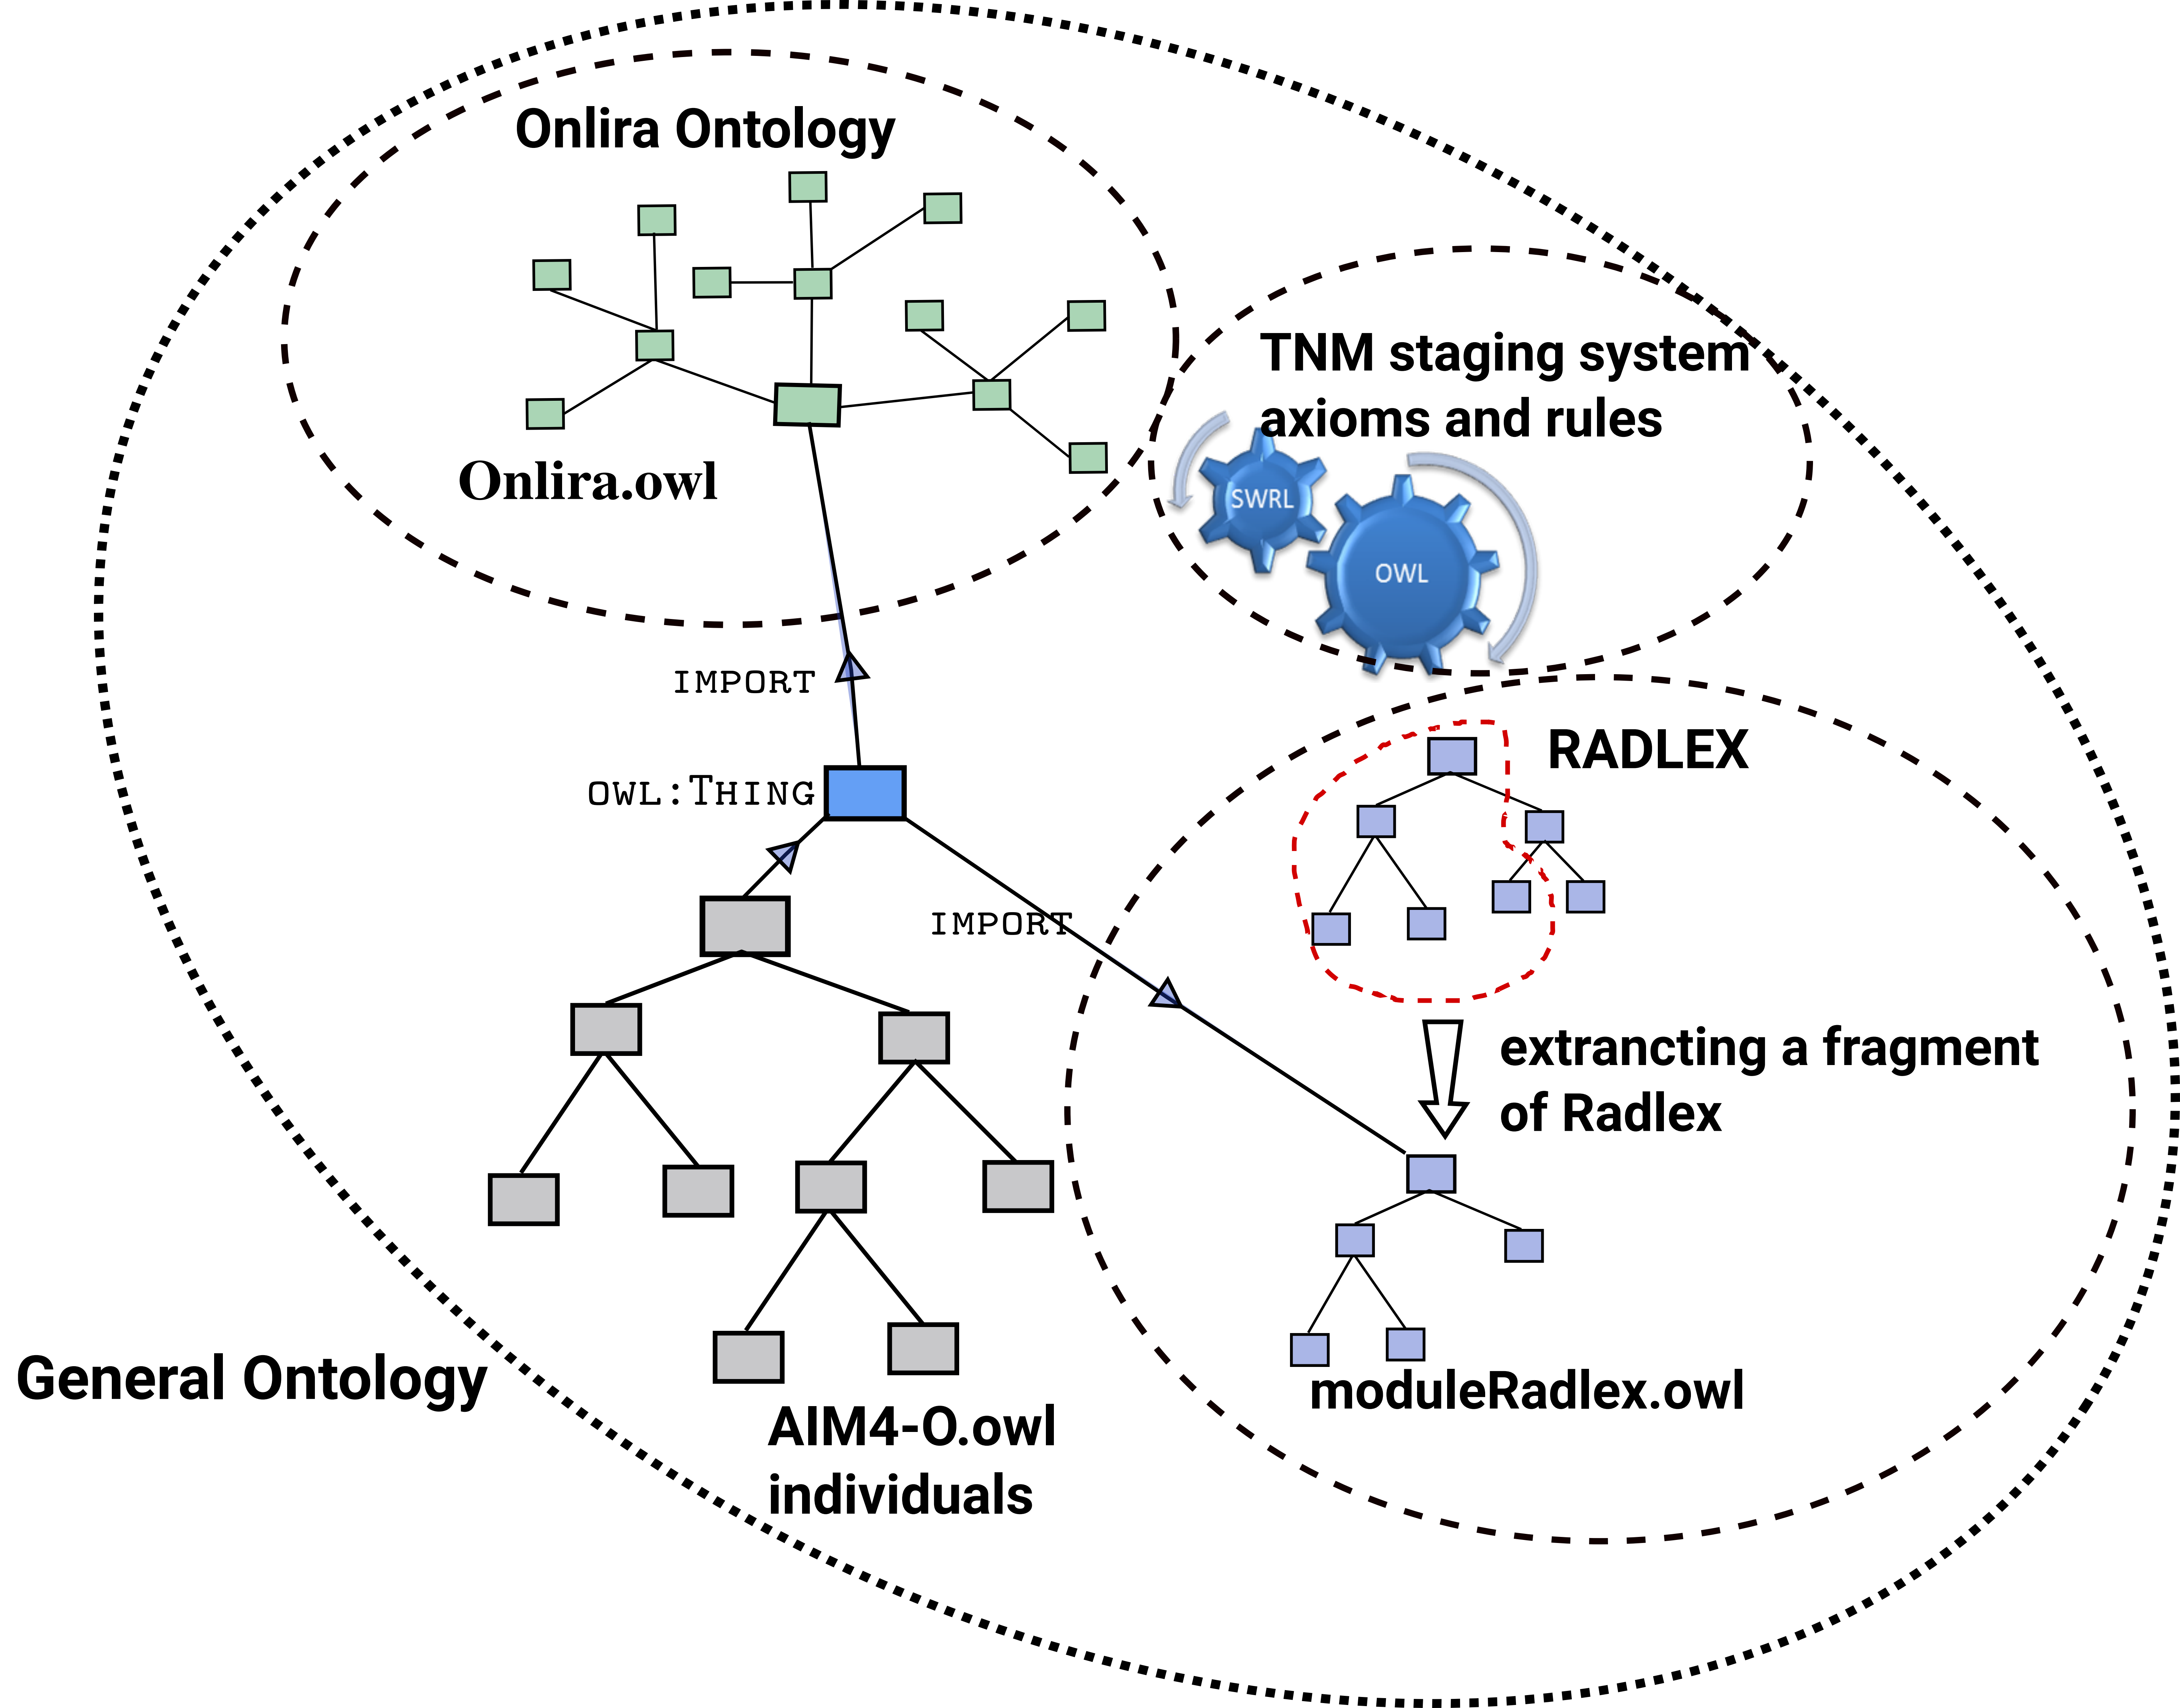 Onlira Ontology
Onlira.owl
TNM staging system
axioms and rules
SWRL
OWL
IMPORT
OWL:THING
RADLEX
IMPORT
extrancting a fragment
of Radlex
moduleRadlex.owl
General Ontology
AIM4-O.owl
individuals